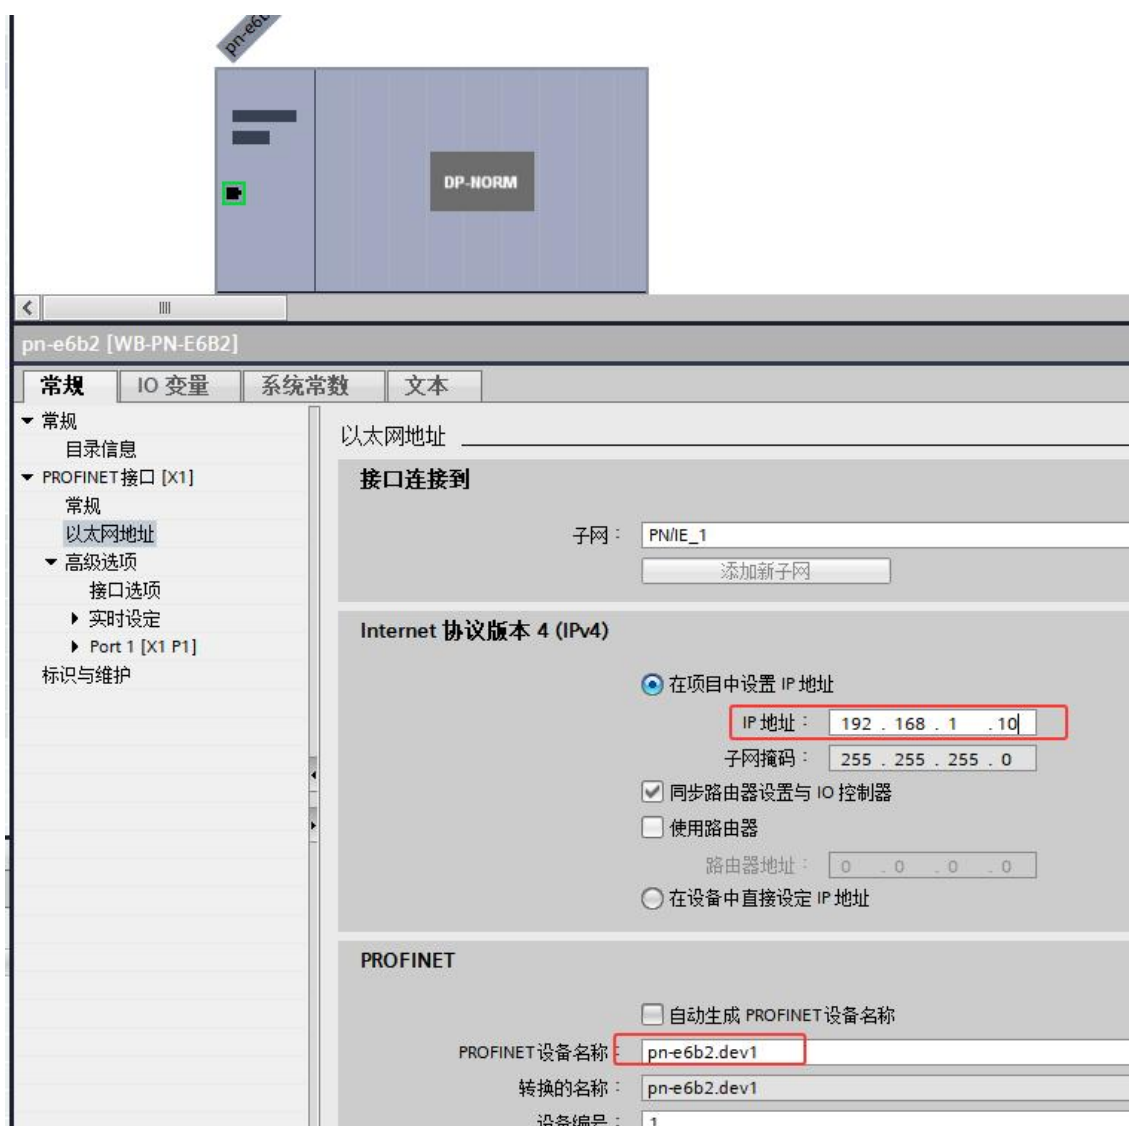 pn-e6b
DP-NORM
pn-e6b2 [WB-PN-E6B2]
常规 IO 变量 系统常数 文本
常规
目录信息
PROFINET接口 [X1]
常规
以太网地址
高级选项
接口选项
实时设定
Port 1 [X1 P1]
标识与维护
以太网地址
接口连接到
子网： PN/IE_1
添加新子网
Internet 协议版本 4 (IPv4)
在项目中设置 IP 地址
IP 地址： 192 . 168 . 1 . 10
子网掩码： 255 . 255 . 255 . 0
同步路由器设置与 IO 控制器
使用路由器
路由器地址： 0 . 0 . 0 . 0
在设备中直接设定 IP 地址
PROFINET
自动生成 PROFINET设备名称
PROFINET设备名称： pn-e6b2.dev1
转换的名称： pn-e6b2.dev1
设备编号： 1